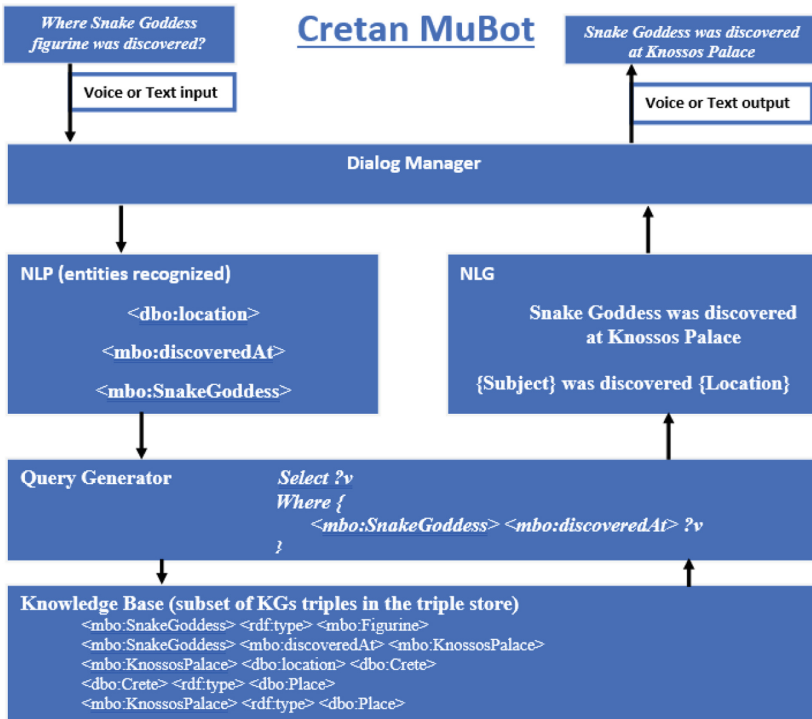 Where Snake Goddess
figurine was discovered?
Cretan MuBot
Snake Goddess was discovered
at Knossos Palace
Voice or Text input
Voice or Text output
Dialog Manager
NLP (entities recognized)
<dbo:location>
<mbo:discoveredAt>
<mbo:SnakeGoddess>
NLG
Snake Goddess was discovered
at Knossos Palace
{Subject} was discovered {Location}
Query Generator
Select ?v
Where {
<mbo:SnakeGoddess> <mbo:discoveredAt> ?v
}
Knowledge Base (subset of KGs triples in the triple store)
<mbo:SnakeGoddess> <rdf:type> <mbo:Figurine>
<mbo:SnakeGoddess> <mbo:discoveredAt> <mbo:KnossosPalace>
<mbo:KnossosPalace> <dbo:location> <dbo:Crete>
<dbo:Crete> <rdf:type> <dbo:Place>
<mbo:KnossosPalace> <rdf:type> <dbo:Place>